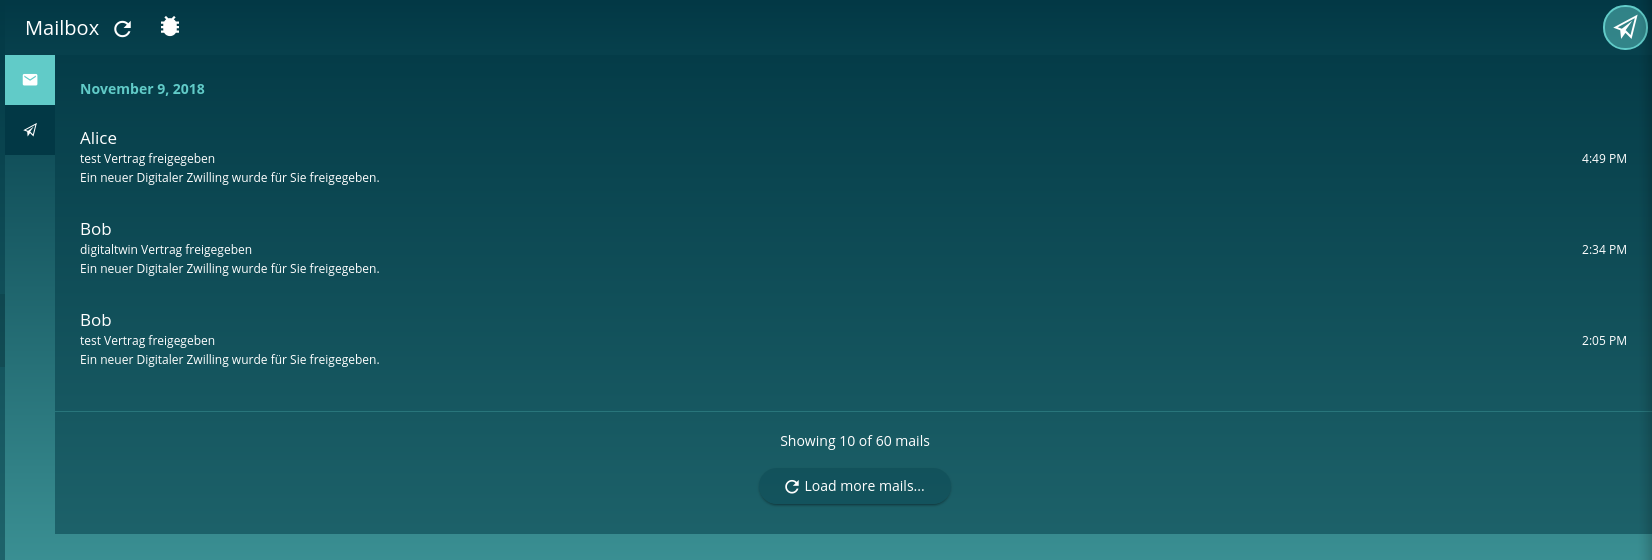 Mailbox
November 9, 2018
Alice
test Vertrag freigegeben
4:49 PM
Ein neuer Digitaler Zwilling wurde für Sie freigegeben.
Bob
digitaltwin Vertrag freigegeben
2:34 PM
Ein neuer Digitaler Zwilling wurde für Sie freigegeben.
Bob
test Vertrag freigegeben
2:05 PM
Ein neuer Digitaler Zwilling wurde für Sie freigegeben.
Showing 10 of 60 mails
Load more mails...